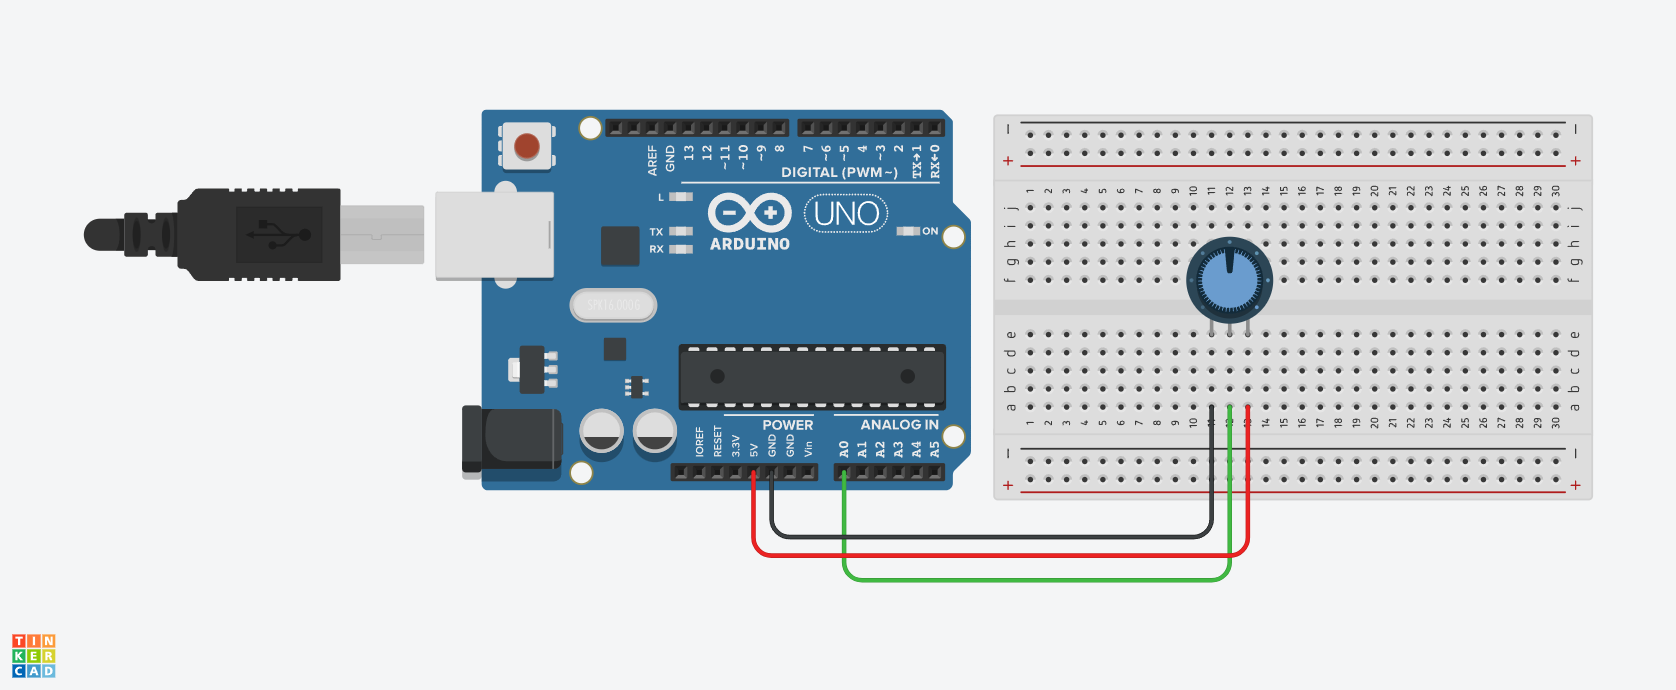 AREF
GND
13
12
~11
~10
~9
8
7
~6
~5
4
~3
2
TX→1
RX←0
DIGITAL (PWM~)
L
TX
RX
ARDUINO
UNO
ON
SPK16.000G
POWER
ANALOG IN
IOREF
RESET
3.3V
5V
GND
GND
Vin
A0
A1
A2
A3
A4
A5
− −
+ +
1 2 3 4 5 6 7 8 9 10 11 12 13 14 15 16 17 18 19 20 21 22 23 24 25 26 27 28 29 30
j j
i i
h h
g g
f f
e e
d d
c c
b b
a a
1 2 3 4 5 6 7 8 9 10 11 12 13 14 15 16 17 18 19 20 21 22 23 24 25 26 27 28 29 30
− −
+ +
TIN
KER
CAD